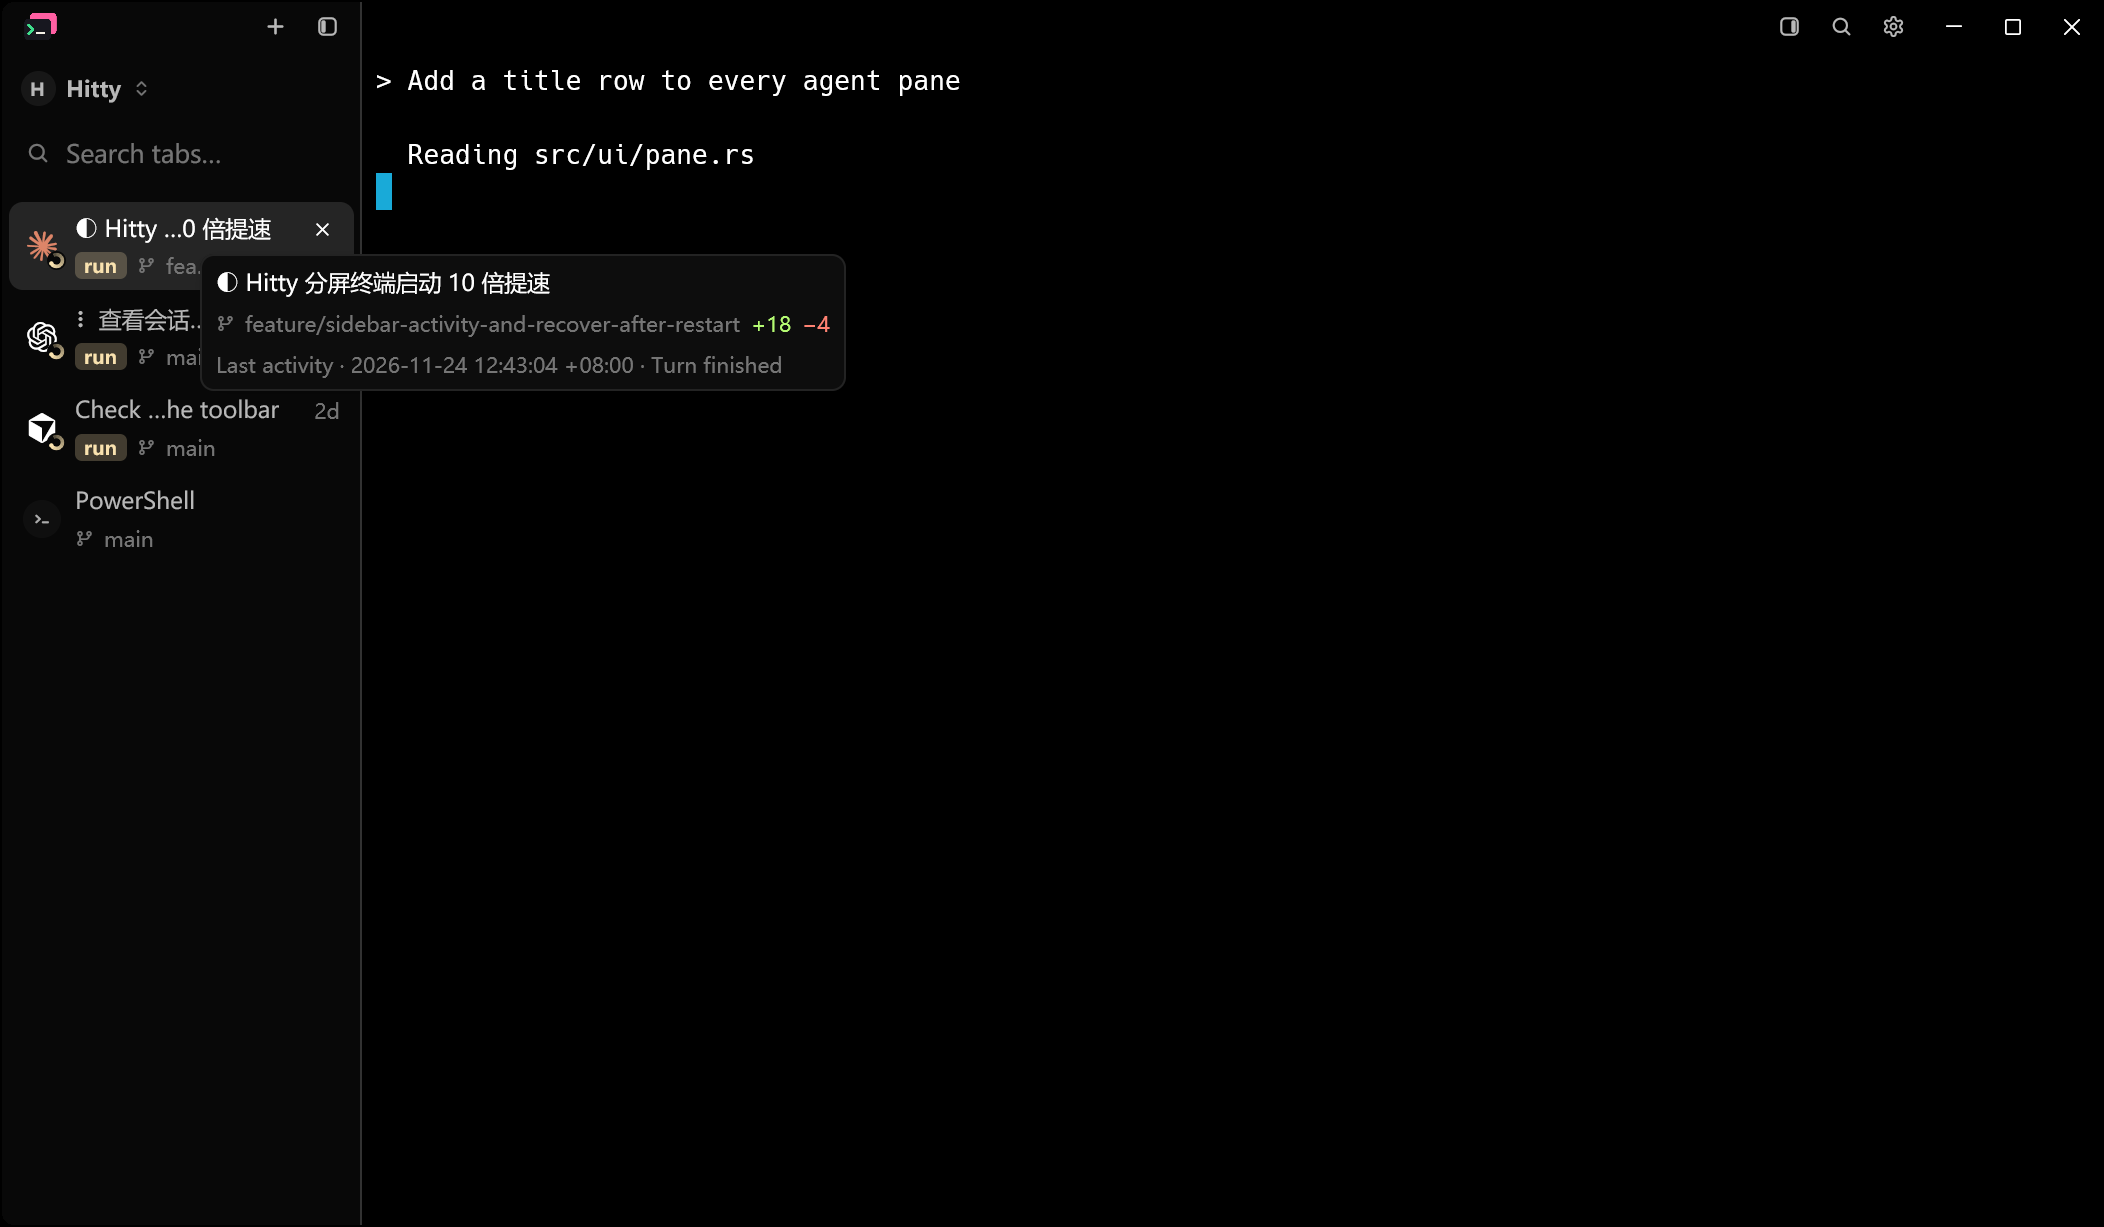 H Hitty
Search tabs...
Hitty ...0 倍提速
run fea.
查看会话..
run mai
Check ...he toolbar 2d
run main
PowerShell
main
> Add a title row to every agent pane
Reading src/ui/pane.rs
Hitty 分屏终端启动 10 倍提速
feature/sidebar-activity-and-recover-after-restart +18 −4
Last activity · 2026-11-24 12:43:04 +08:00 · Turn finished